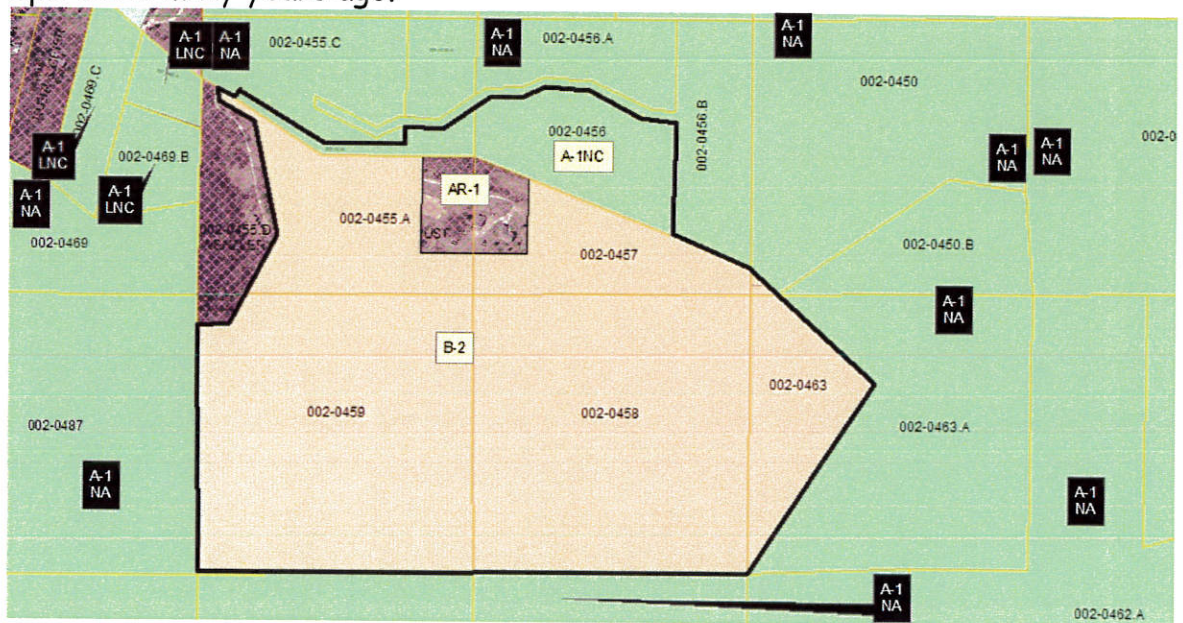 A-1
LNC
A-1
NA
002-0455.C
A-1
NA
002-0456.A
A-1
NA
002-0450
002-0469.C
002-0456
002-0456.B
002-0
A-1
LNC
002-0469.B
A-1NC
A-1
NA
A-1
NA
A-1
NA
A-1
LNC
AR-1
002-0455.A
002-0455.D
002-0469
002-0457
002-0450.B
A-1
NA
B-2
002-0463
002-0459
002-0458
002-0487
002-0463.A
A-1
NA
A-1
NA
A-1
NA
002-0462.A